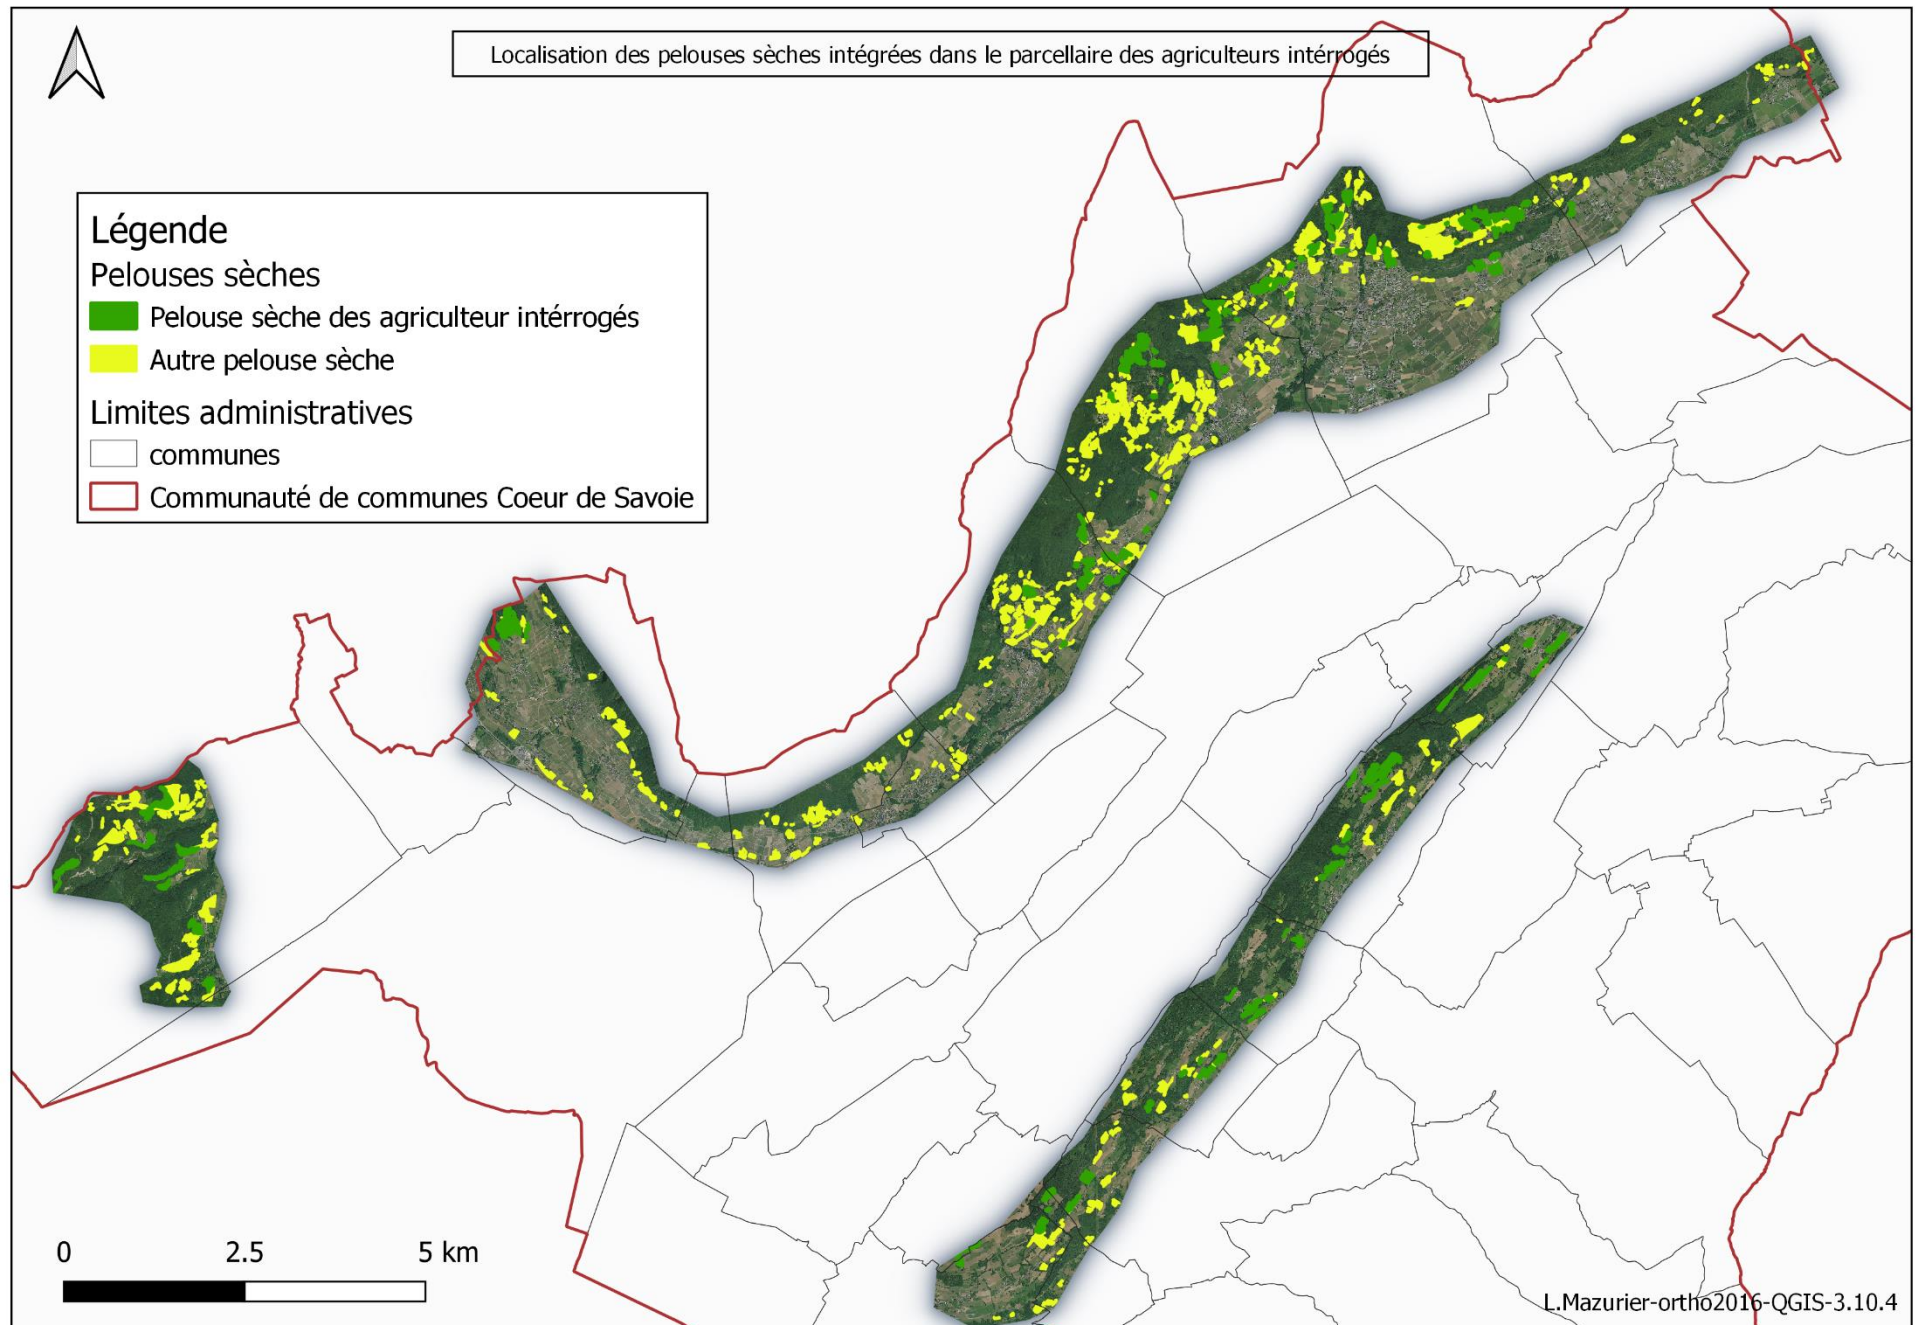 Localisation des pelouses sèches intégrées dans le parcellaire des agriculteurs intérrogés
Légende
Pelouses sèches
Pelouse sèche des agriculteur intérrogés
Autre pelouse sèche
Limites administratives
communes
Communauté de communes Coeur de Savoie
0 2.5 5 km
L.Mazurier-ortho2016-QGIS-3.10.4